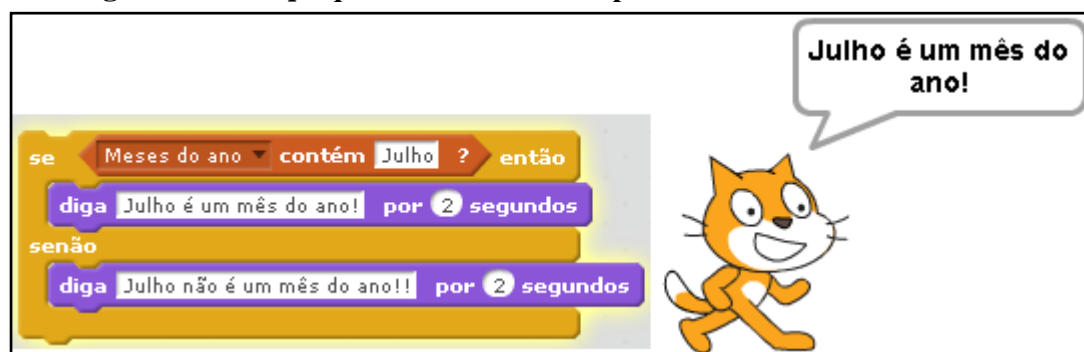 Julho é um mês do
ano!
se Meses do ano contém Julho ? então
diga Julho é um mês do ano! por 2 segundos
senão
diga Julho não é um mês do ano!! por 2 segundos